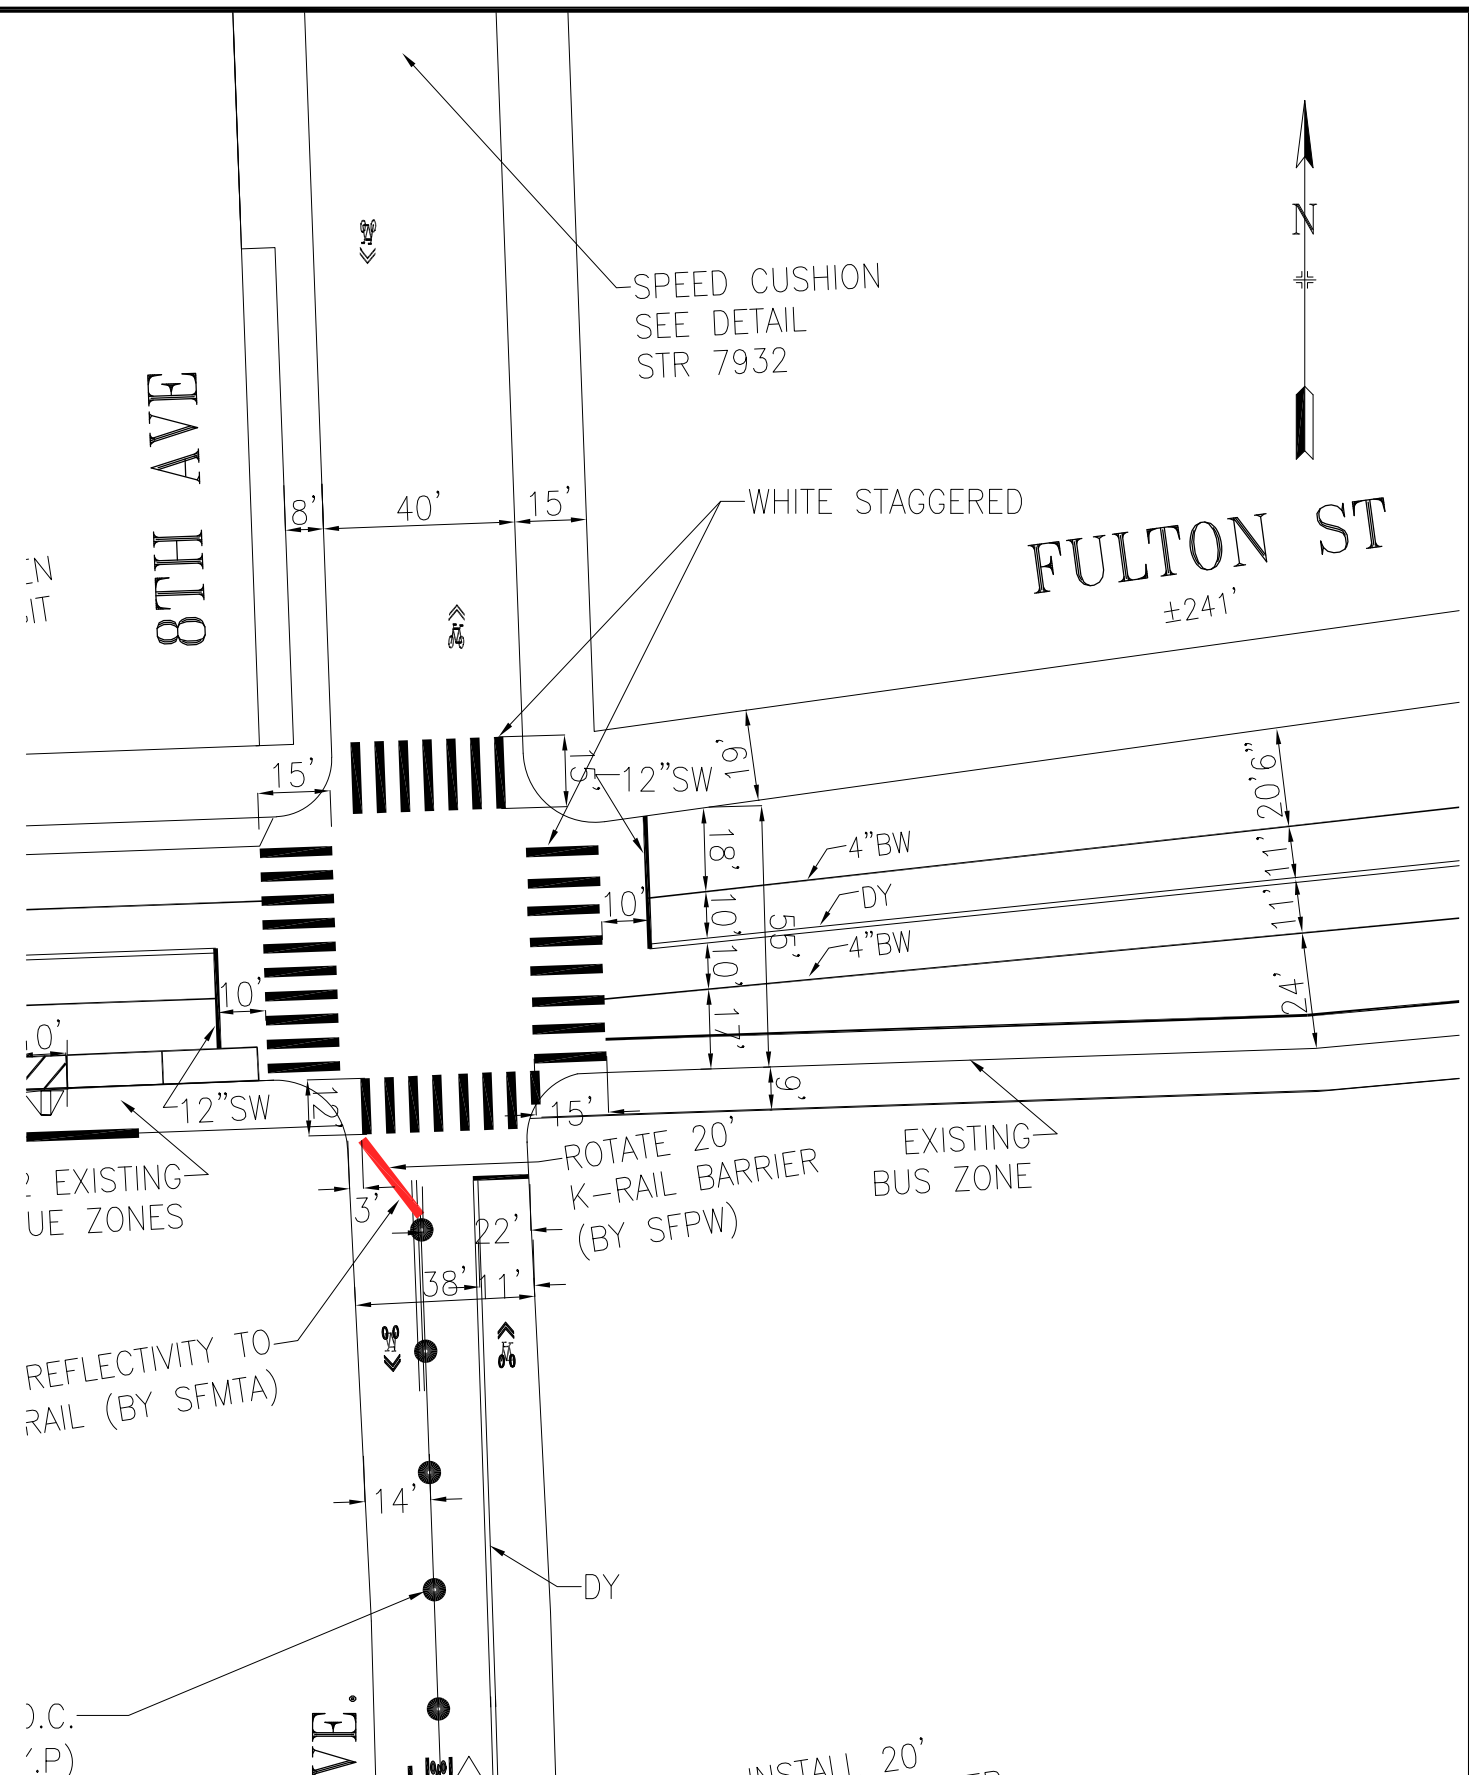 N
SPEED CUSHION
SEE DETAIL
STR 7932
8TH AVE
8'
40'
15'
WHITE STAGGERED
FULTON ST
±241'
15'
15'
12"SW
19'
20'6"
18'
4"BW
11'
10'
10'
DY
55'
11'
10'
4"BW
10'
24'
17'
0'
12"SW
12'
15'
9'
EXISTING
UE ZONES
3'
ROTATE 20'
K-RAIL BARRIER
(BY SFPW)
EXISTING
BUS ZONE
22'
38'
11'
REFLECTIVITY TO
RAIL (BY SFMTA)
14'
DY
O.C.
.P)
VE.
INSTALL 20'